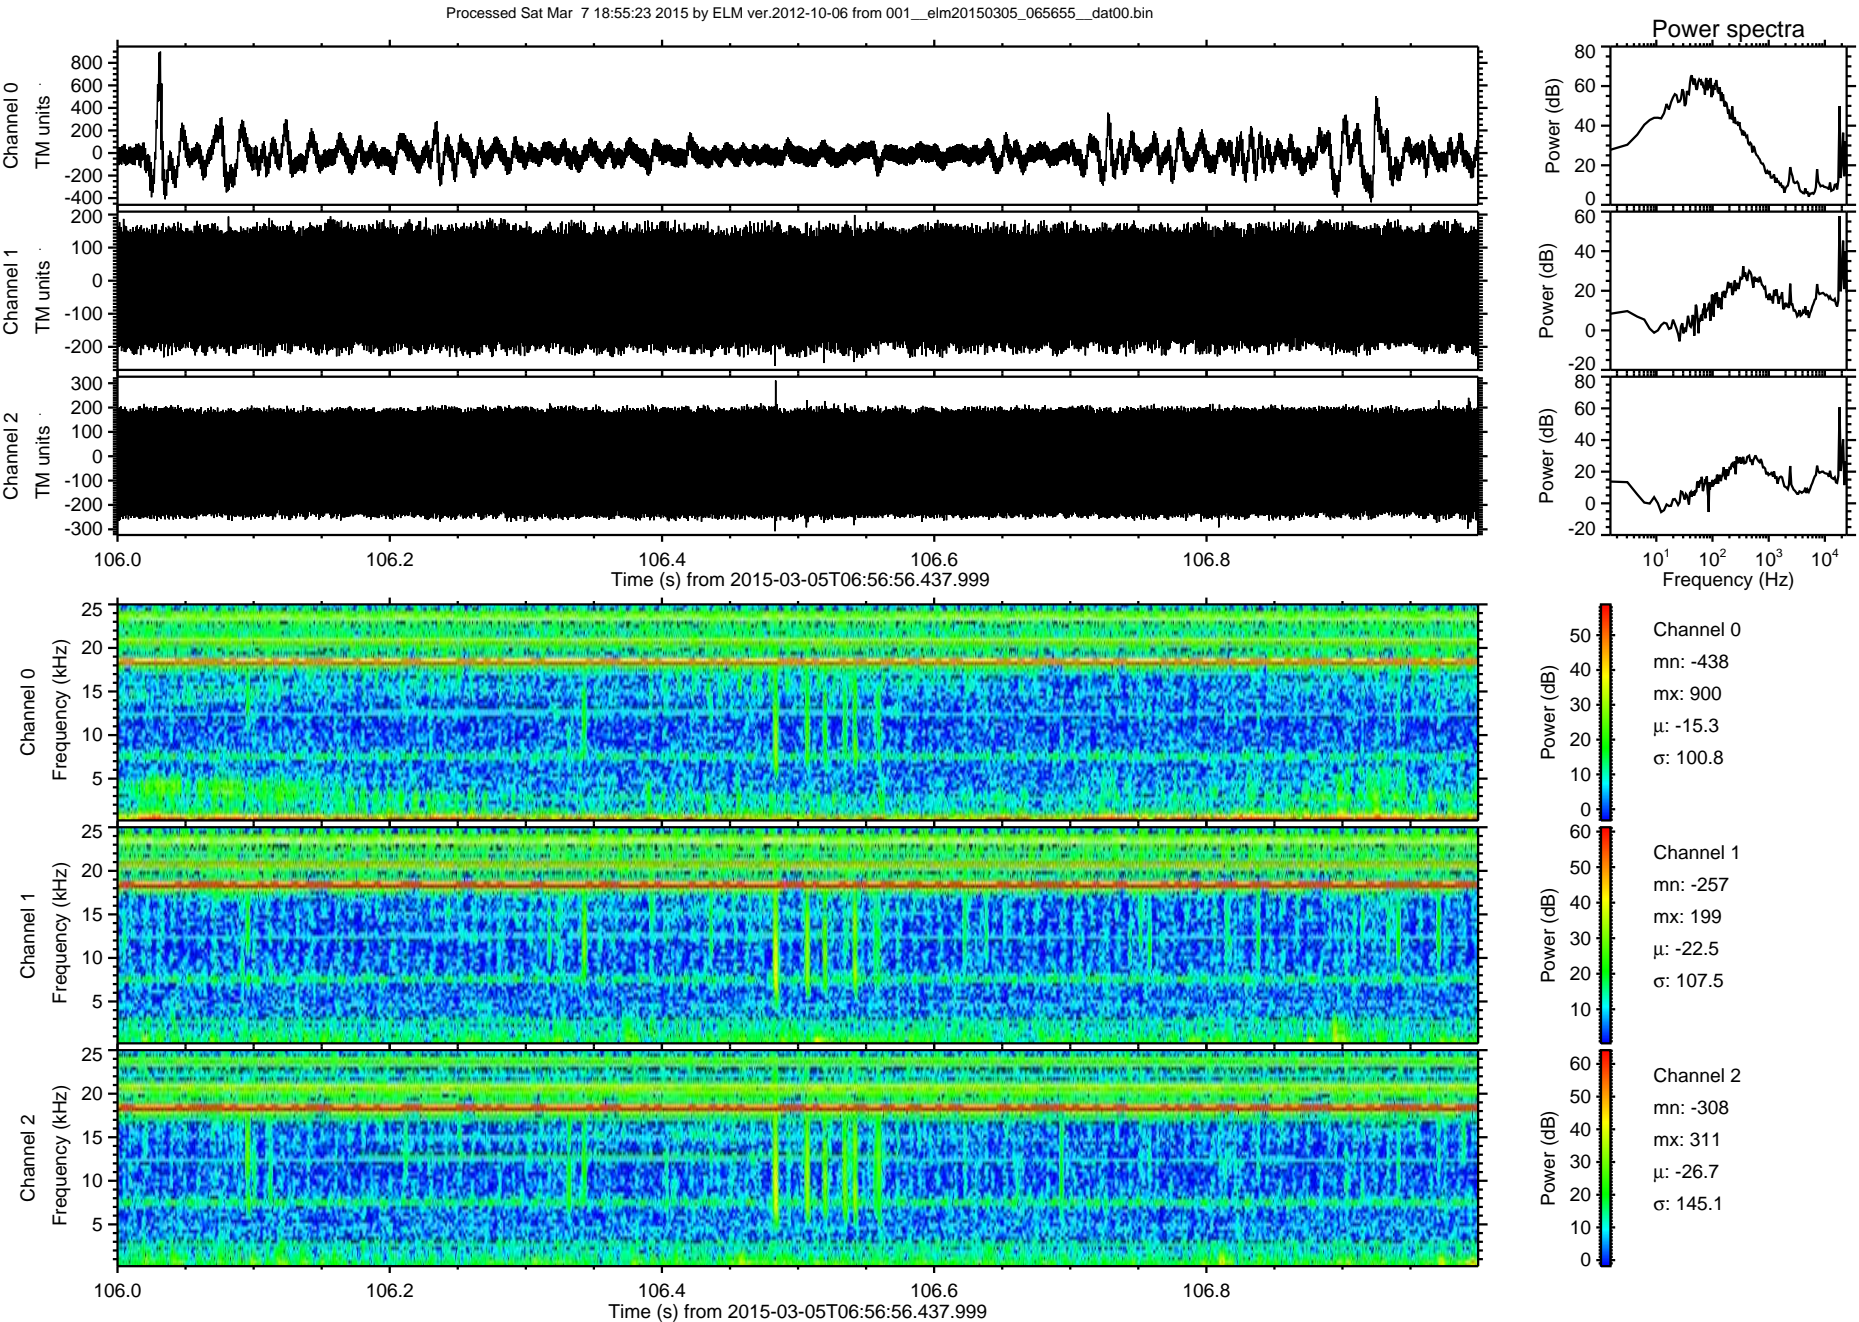 Processed Sat Mar  7 18:55:23 2015 by ELM ver.2012-10-06 from 001__elm20150305_065655__dat00.bin
Power spectra
Channel 0
TM units
800
600
400
200
0
-200
-400
Power (dB)
80
60
40
20
0
Channel 1
TM units
200
100
0
-100
-200
Power (dB)
60
40
20
0
-20
Channel 2
TM units
300
200
100
0
-100
-200
-300
Power (dB)
80
60
40
20
0
-20
106.0 106.2 106.4 106.6 106.8
Time (s) from 2015-03-05T06:56:56.437.999
10¹ 10² 10³ 10⁴
Frequency (Hz)
Channel 0
Frequency (kHz)
25
20
15
10
5
Power (dB)
50
40
30
20
10
0
Channel 0
mn: -438
mx: 900
μ: -15.3
σ: 100.8
Channel 1
Frequency (kHz)
25
20
15
10
5
Power (dB)
60
50
40
30
20
10
Channel 1
mn: -257
mx: 199
μ: -22.5
σ: 107.5
Channel 2
Frequency (kHz)
25
20
15
10
5
Power (dB)
60
50
40
30
20
10
0
Channel 2
mn: -308
mx: 311
μ: -26.7
σ: 145.1
106.0 106.2 106.4 106.6 106.8
Time (s) from 2015-03-05T06:56:56.437.999